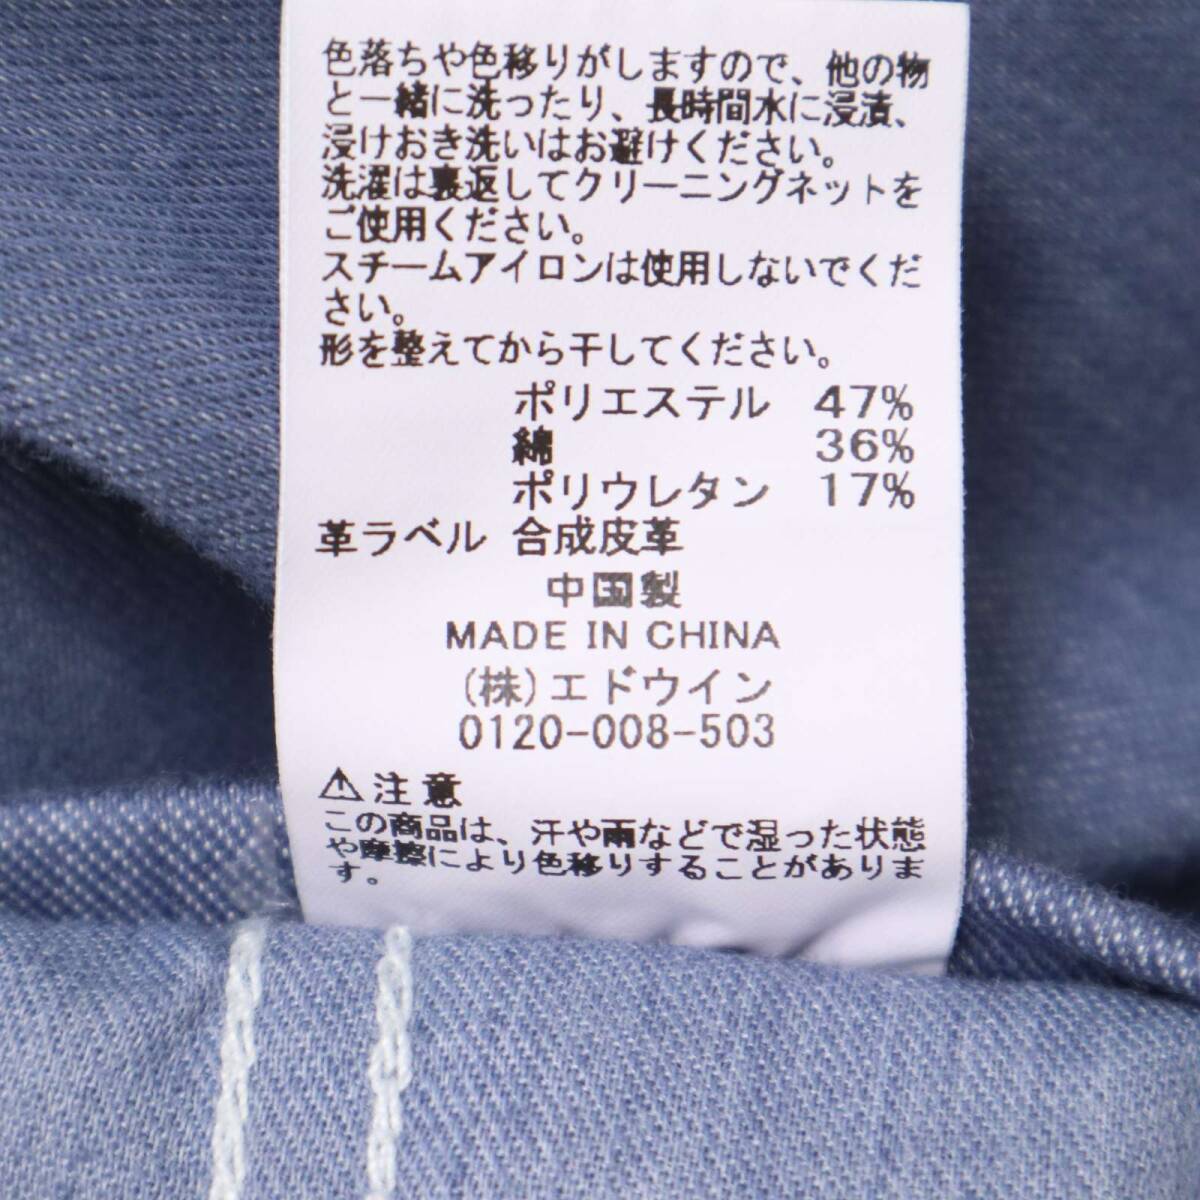 色落ちや色移りがしますので、他の物
と一緒に洗ったり、長時間水に浸漬、
浸けおき洗いはお避けください。
洗濯は裏返してクリーニングネットを
ご使用ください。
スチームアイロンは使用しないでくだ
さい。
形を整えてから干してください。
ポリエステル 47%
綿 36%
ポリウレタン 17%
革ラベル 合成皮革
中国製
MADE IN CHINA
(株)エドウイン
0120-008-503
⚠注意
この商品は、汗や雨などで湿った状態
や摩擦により色移りすることがありま
す。